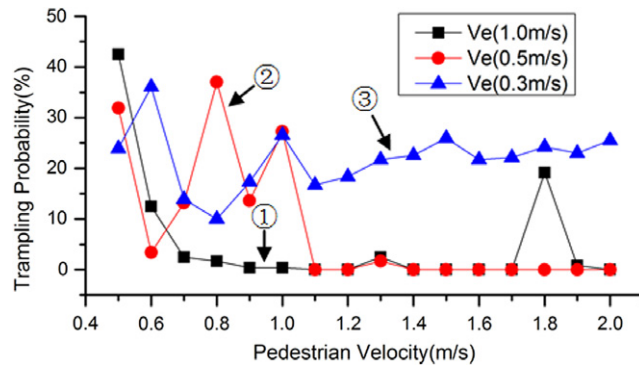 50
40
30
20
10
0
Trampling Probability(%)
Ve(1.0m/s)
Ve(0.5m/s)
Ve(0.3m/s)
②
③
①
0.4 0.6 0.8 1.0 1.2 1.4 1.6 1.8 2.0
Pedestrian Velocity(m/s)